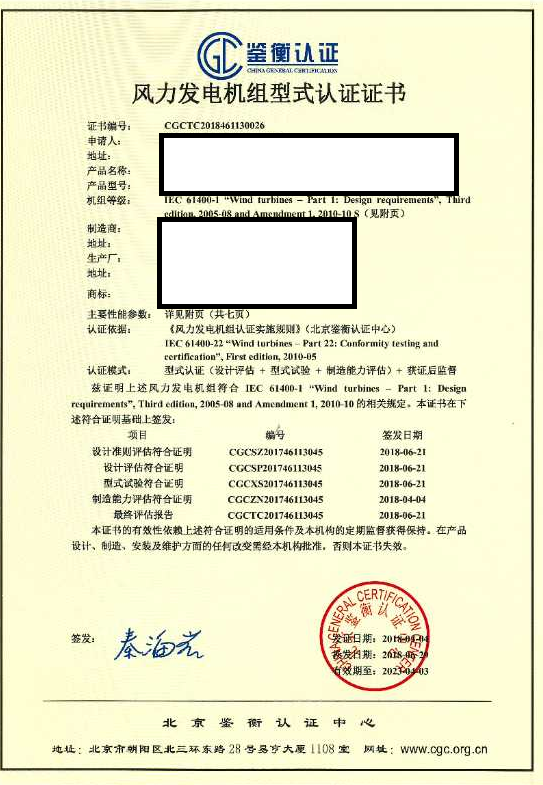 CGC 鉴衡认证
CHINA GENERAL CERTIFICATION
风力发电机组型式认证证书
证书编号： CGCTC2018461130026
申请人：
地址：
产品名称：
产品型号：
机组等级： IEC 61400-1 “Wind turbines – Part 1: Design requirements”, Third
edition, 2005-08 and Amendment 1, 2010-10 S（见附页）
制造商：
地址：
生产厂：
地址：
商标：
主要性能参数： 详见附页（共七页）
认证依据： 《风力发电机组认证实施规则》（北京鉴衡认证中心）
IEC 61400-22 “Wind turbines – Part 22: Conformity testing and
certification”, First edition, 2010-05
认证模式： 型式认证（设计评估 + 型式试验 + 制造能力评估）+ 获证后监督
兹证明上述风力发电机组符合 IEC 61400-1 “Wind turbines – Part 1: Design
requirements”, Third edition, 2005-08 and Amendment 1, 2010-10 的相关规定。本证书在下
述符合证明基础上签发：
项目 编号 签发日期
设计准则评估符合证明 CGCSZ201746113045 2018-06-21
设计评估符合证明 CGCSP201746113045 2018-06-21
型式试验符合证明 CGCXS201746113045 2018-06-21
制造能力评估符合证明 CGCZN201746113045 2018-04-04
最终评估报告 CGCTC201746113045 2018-06-21
本证书的有效性依赖上述符合证明的适用条件及本机构的定期监督获得保持。在产品
设计、制造、安装及维护方面的任何改变需经本机构批准，否则本证书失效。
签发： 秦海岩
CHINA GENERAL CERTIFICATION CENTER
北京鉴衡认证中心
发证日期：2018-04-04
换发日期：2018-06-29
有效期至：2023-04-03
北京鉴衡认证中心
地址：北京市朝阳区北三环东路 28 号易亨大厦 1108 室 网址：www.cgc.org.cn